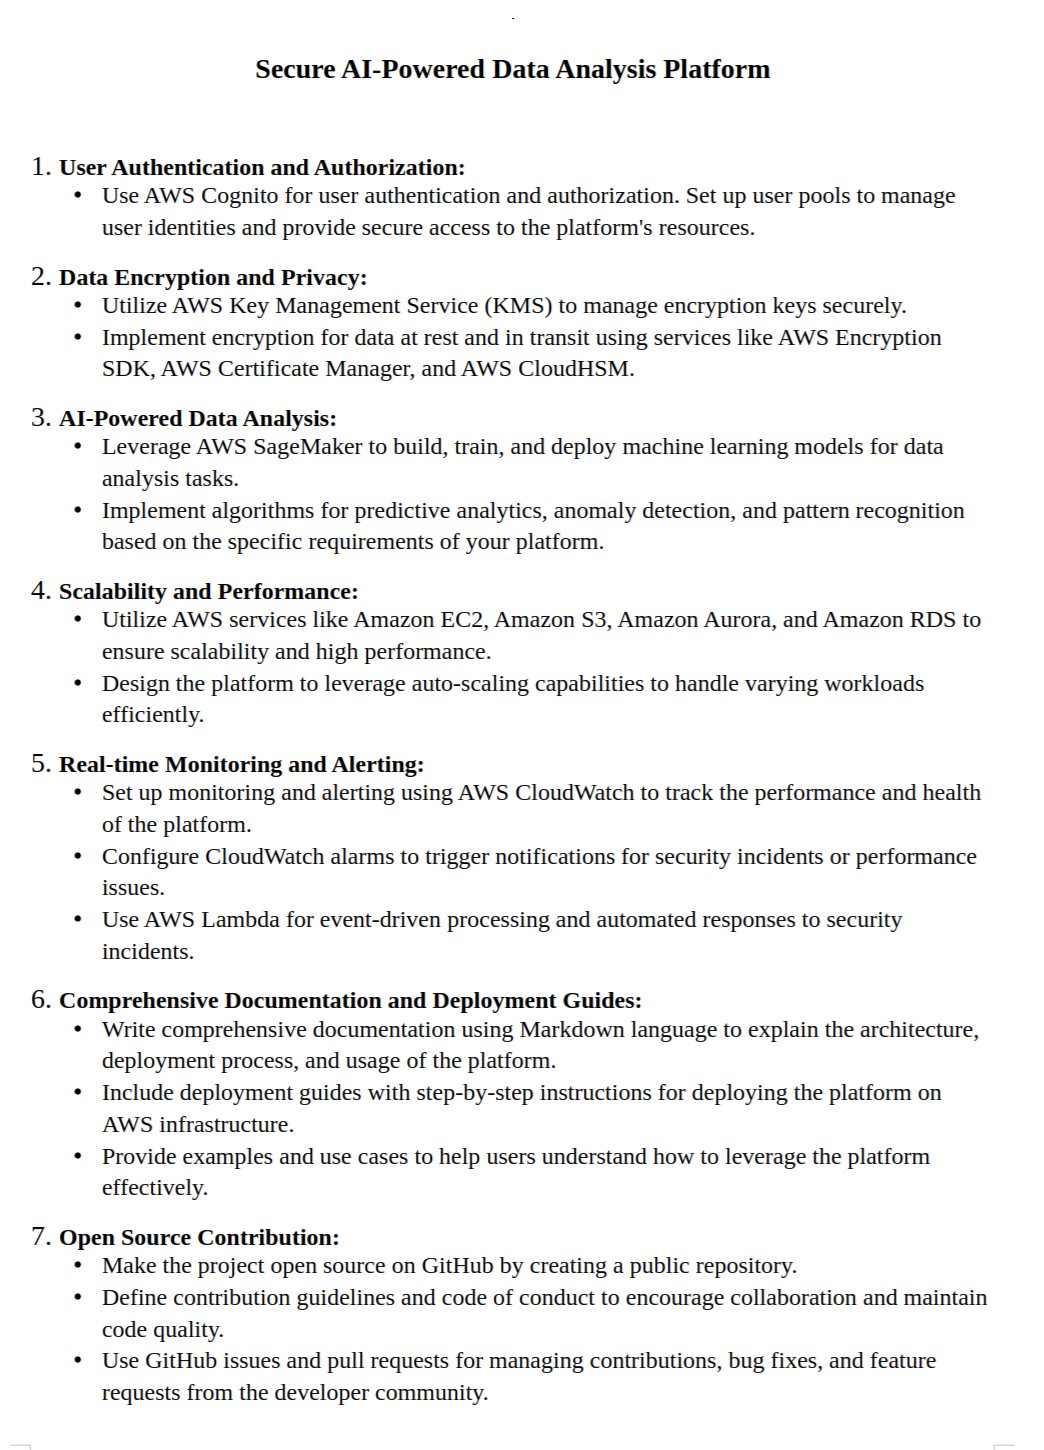 Secure AI-Powered Data Analysis Platform
1. User Authentication and Authorization:
• Use AWS Cognito for user authentication and authorization. Set up user pools to manage
user identities and provide secure access to the platform's resources.
2. Data Encryption and Privacy:
• Utilize AWS Key Management Service (KMS) to manage encryption keys securely.
• Implement encryption for data at rest and in transit using services like AWS Encryption
SDK, AWS Certificate Manager, and AWS CloudHSM.
3. AI-Powered Data Analysis:
• Leverage AWS SageMaker to build, train, and deploy machine learning models for data
analysis tasks.
• Implement algorithms for predictive analytics, anomaly detection, and pattern recognition
based on the specific requirements of your platform.
4. Scalability and Performance:
• Utilize AWS services like Amazon EC2, Amazon S3, Amazon Aurora, and Amazon RDS to
ensure scalability and high performance.
• Design the platform to leverage auto-scaling capabilities to handle varying workloads
efficiently.
5. Real-time Monitoring and Alerting:
• Set up monitoring and alerting using AWS CloudWatch to track the performance and health
of the platform.
• Configure CloudWatch alarms to trigger notifications for security incidents or performance
issues.
• Use AWS Lambda for event-driven processing and automated responses to security
incidents.
6. Comprehensive Documentation and Deployment Guides:
• Write comprehensive documentation using Markdown language to explain the architecture,
deployment process, and usage of the platform.
• Include deployment guides with step-by-step instructions for deploying the platform on
AWS infrastructure.
• Provide examples and use cases to help users understand how to leverage the platform
effectively.
7. Open Source Contribution:
• Make the project open source on GitHub by creating a public repository.
• Define contribution guidelines and code of conduct to encourage collaboration and maintain
code quality.
• Use GitHub issues and pull requests for managing contributions, bug fixes, and feature
requests from the developer community.